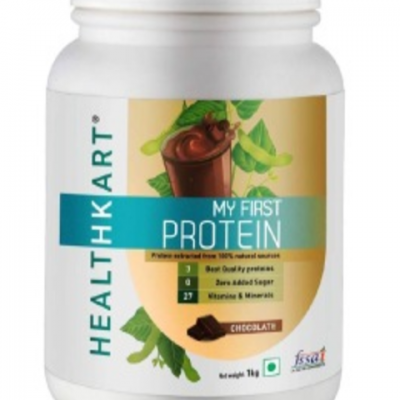 HEALTHKART®
MY FIRST
PROTEIN
Protein extracted from 100% natural sources
3 Best Quality proteins
0 Zero Added Sugar
27 Vitamins & Minerals
CHOCOLATE
fssai
Net weight: 1kg